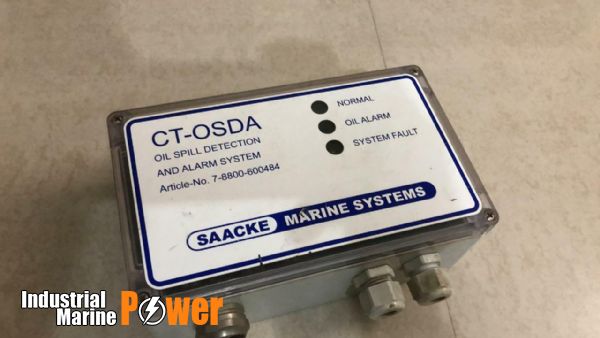 CT-OSDA
OIL SPILL DETECTION
AND ALARM SYSTEM
Article-No. 7-6800-600484
NORMAL
OIL ALARM
SYSTEM FAULT
SAACKE MARINE SYSTEMS
Industrial
Marine Power